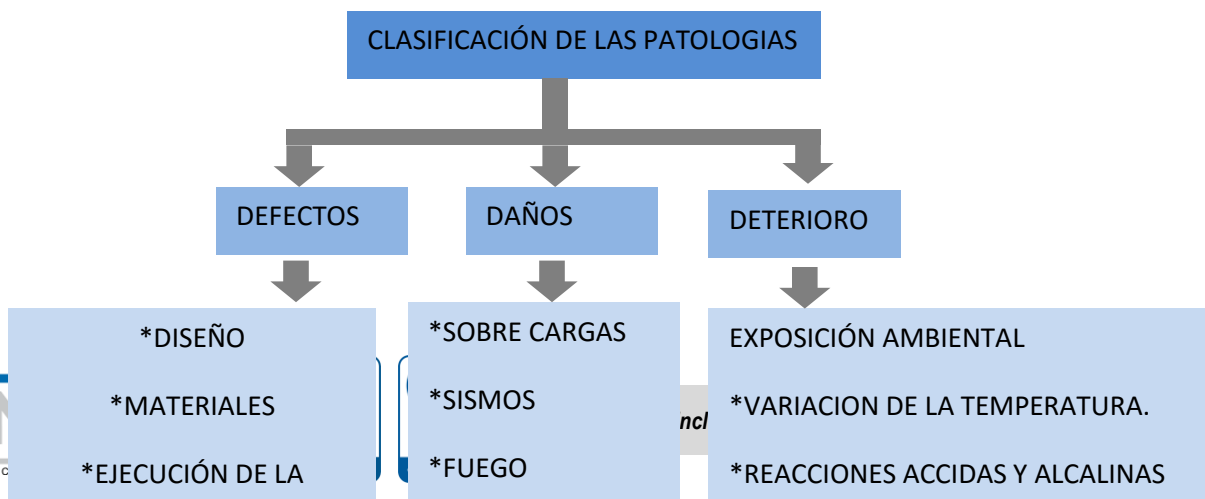 CLASIFICACIÓN DE LAS PATOLOGIAS
DEFECTOS
DAÑOS
DETERIORO
*DISEÑO
*MATERIALES
*EJECUCIÓN DE LA
*SOBRE CARGAS
*SISMOS
*FUEGO
EXPOSICIÓN AMBIENTAL
*VARIACION DE LA TEMPERATURA.
*REACCIONES ACCIDAS Y ALCALINAS